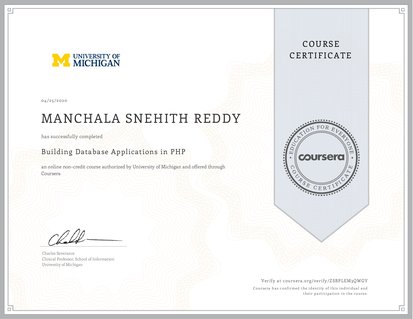 UNIVERSITY OF
MICHIGAN
COURSE
CERTIFICATE
04/25/2020
MANCHALA SNEHITH REDDY
has successfully completed
Building Database Applications in PHP
an online non-credit course authorized by University of Michigan and offered through
Coursera
EDUCATION FOR EVERYONE
coursera
COURSE CERTIFICATE
Charles Severance
Clinical Professor, School of Information
University of Michigan
Verify at coursera.org/verify/
Coursera has confirmed the identity of this individual and
their participation in the course.